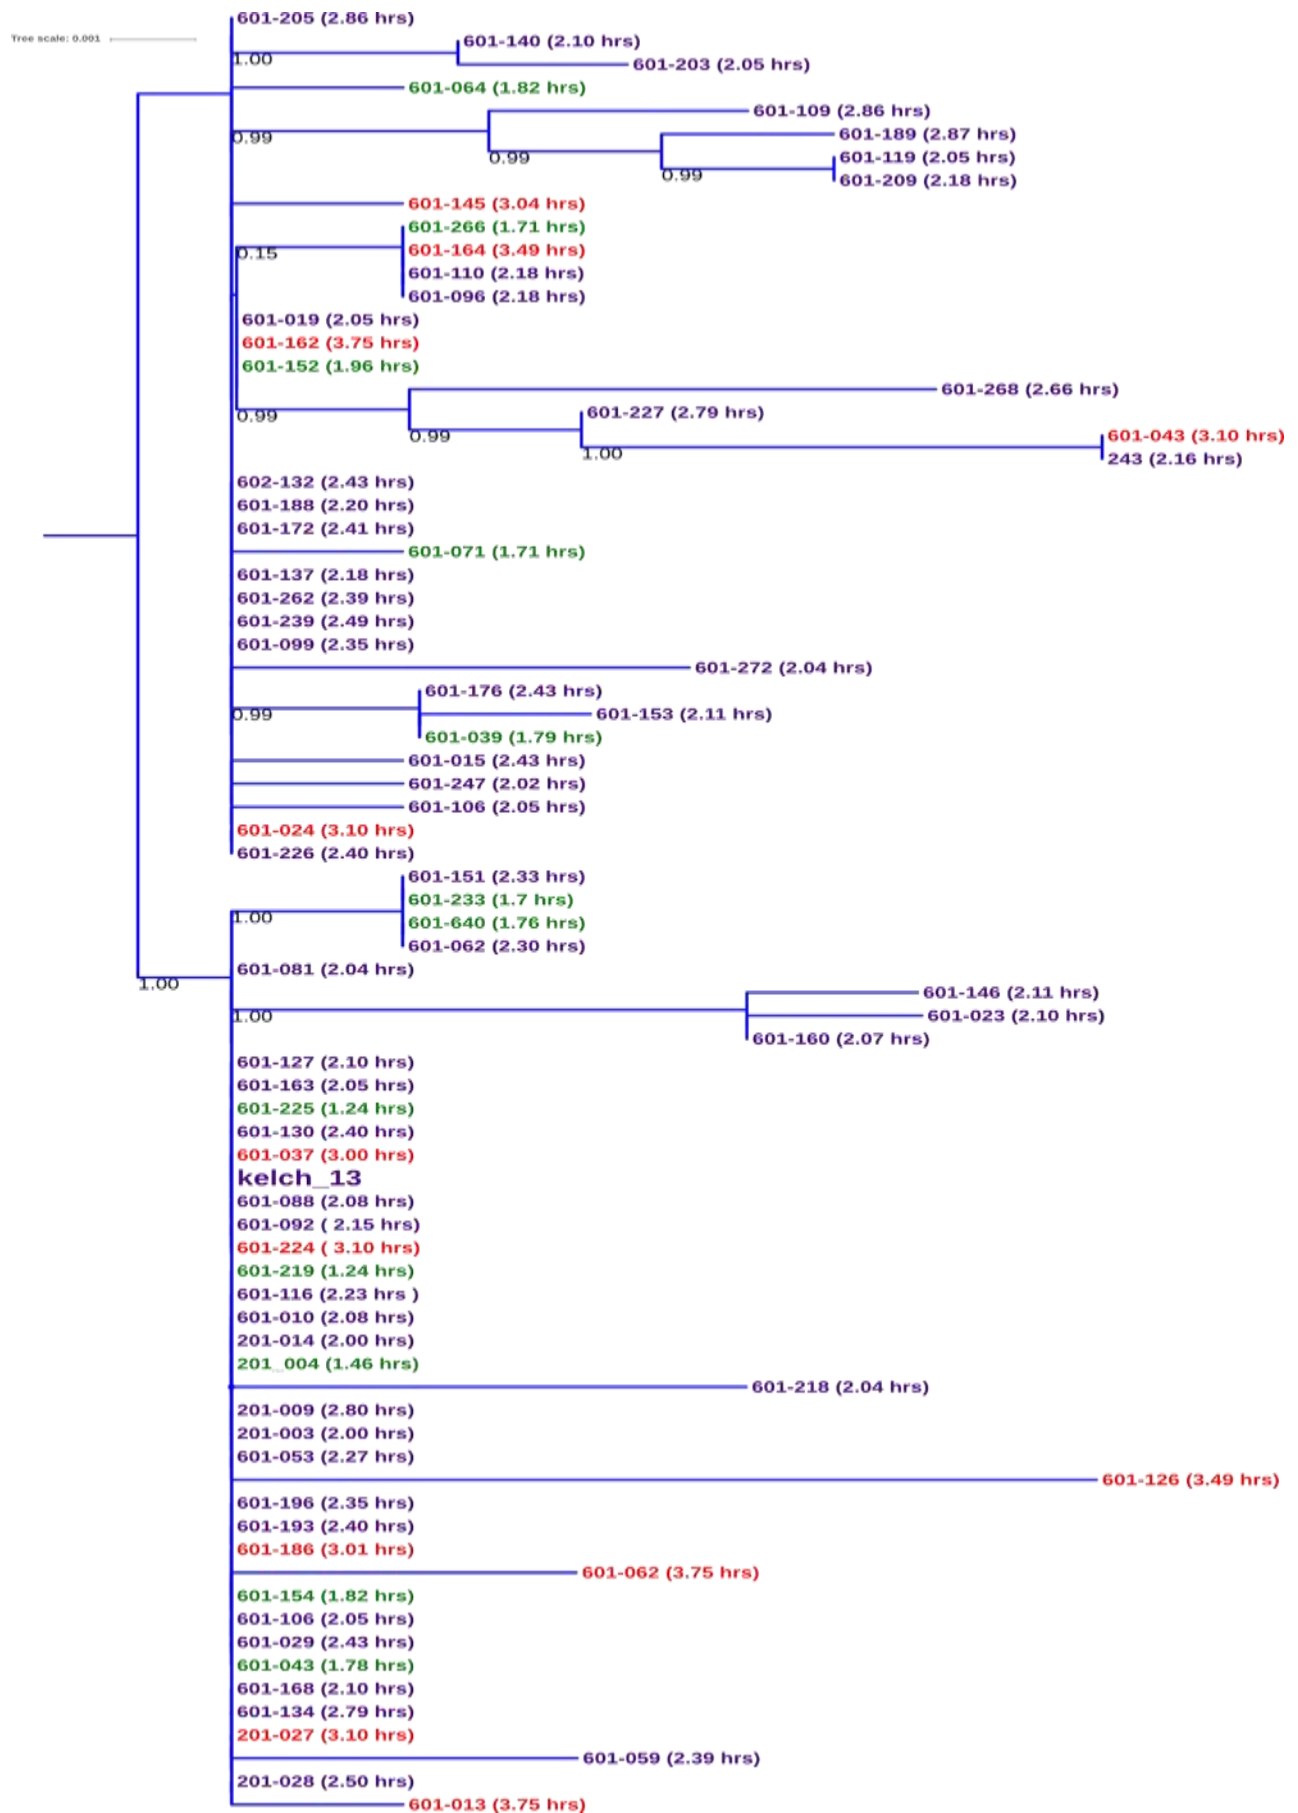 601-205 (2.86 hrs)
Tree scale: 0.001
601-140 (2.10 hrs)
1.00
601-203 (2.05 hrs)
601-064 (1.82 hrs)
601-109 (2.86 hrs)
0.99
601-189 (2.87 hrs)
0.99
601-119 (2.05 hrs)
0.99
601-209 (2.18 hrs)
601-145 (3.04 hrs)
601-266 (1.71 hrs)
0.15
601-164 (3.49 hrs)
601-110 (2.18 hrs)
601-096 (2.18 hrs)
601-019 (2.05 hrs)
601-162 (3.75 hrs)
601-152 (1.96 hrs)
601-268 (2.66 hrs)
0.99
601-227 (2.79 hrs)
0.99
601-043 (3.10 hrs)
1.00
243 (2.16 hrs)
602-132 (2.43 hrs)
601-188 (2.20 hrs)
601-172 (2.41 hrs)
601-071 (1.71 hrs)
601-137 (2.18 hrs)
601-262 (2.39 hrs)
601-239 (2.49 hrs)
601-099 (2.35 hrs)
601-272 (2.04 hrs)
601-176 (2.43 hrs)
0.99
601-153 (2.11 hrs)
601-039 (1.79 hrs)
601-015 (2.43 hrs)
601-247 (2.02 hrs)
601-106 (2.05 hrs)
601-024 (3.10 hrs)
601-226 (2.40 hrs)
601-151 (2.33 hrs)
601-233 (1.7 hrs)
1.00
601-640 (1.76 hrs)
601-062 (2.30 hrs)
601-081 (2.04 hrs)
1.00
601-146 (2.11 hrs)
1.00
601-023 (2.10 hrs)
601-160 (2.07 hrs)
601-127 (2.10 hrs)
601-163 (2.05 hrs)
601-225 (1.24 hrs)
601-130 (2.40 hrs)
601-037 (3.00 hrs)
kelch_13
601-088 (2.08 hrs)
601-092 ( 2.15 hrs)
601-224 ( 3.10 hrs)
601-219 (1.24 hrs)
601-116 (2.23 hrs )
601-010 (2.08 hrs)
201-014 (2.00 hrs)
201_004 (1.46 hrs)
601-218 (2.04 hrs)
201-009 (2.80 hrs)
201-003 (2.00 hrs)
601-053 (2.27 hrs)
601-126 (3.49 hrs)
601-196 (2.35 hrs)
601-193 (2.40 hrs)
601-186 (3.01 hrs)
601-062 (3.75 hrs)
601-154 (1.82 hrs)
601-106 (2.05 hrs)
601-029 (2.43 hrs)
601-043 (1.78 hrs)
601-168 (2.10 hrs)
601-134 (2.79 hrs)
201-027 (3.10 hrs)
601-059 (2.39 hrs)
201-028 (2.50 hrs)
601-013 (3.75 hrs)